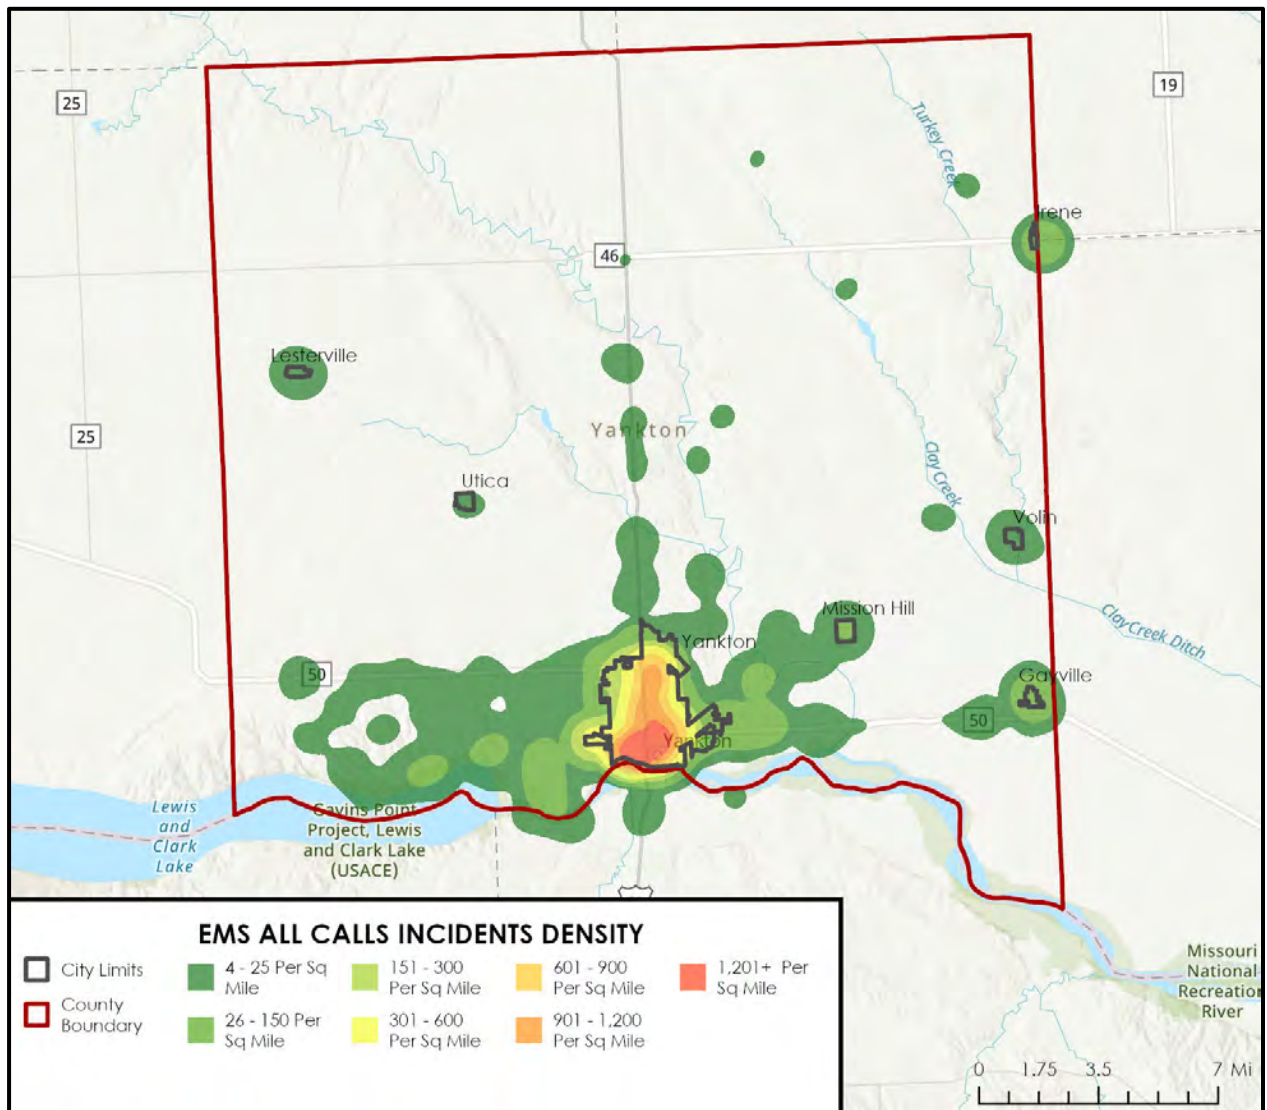 25
19
Turkey Creek
Irene
46
Lesterville
Yankton
25
Utica
Clay Creek
Volin
Mission Hill
Clay Creek Ditch
Yankton
50
Gayville
50
Yankton
Lewis
and
Clark
Lake
Gavins Point
Project, Lewis
and Clark Lake
(USACE)
Missouri
National
Recreation
River
EMS ALL CALLS INCIDENTS DENSITY
City Limits
County
Boundary
4 - 25 Per Sq
Mile
26 - 150 Per
Sq Mile
151 - 300
Per Sq Mile
301 - 600
Per Sq Mile
601 - 900
Per Sq Mile
901 - 1,200
Per Sq Mile
1,201+ Per
Sq Mile
0 1.75 3.5 7 Mi